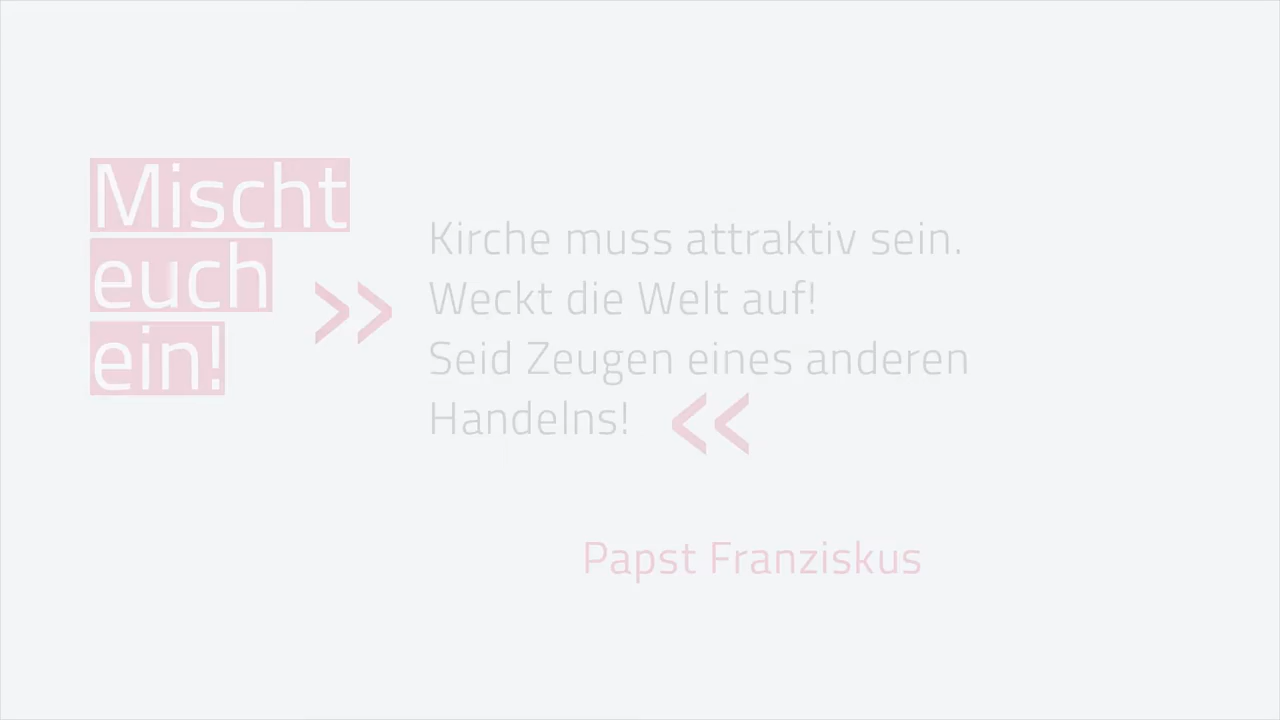 Mischt
euch
ein!
»
Kirche muss attraktiv sein.
Weckt die Welt auf!
Seid Zeugen eines anderen
Handelns! «
Papst Franziskus